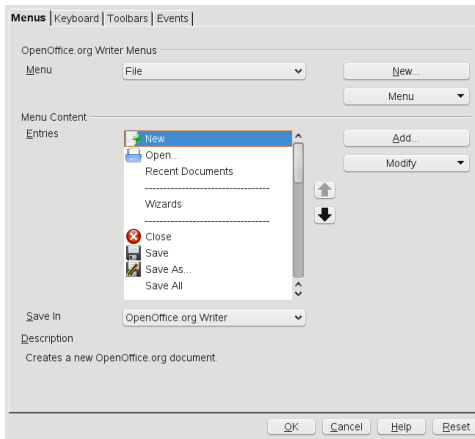 Menus Keyboard Toolbars Events
OpenOffice.org Writer Menus
Menu File New...
Menu
Menu Content
Entries New Add...
Open... Modify
Recent Documents
--------------------------------
Wizards
--------------------------------
Close
Save
Save As...
Save All
Save In OpenOffice.org Writer
Description
Creates a new OpenOffice.org document.
OK Cancel Help Reset